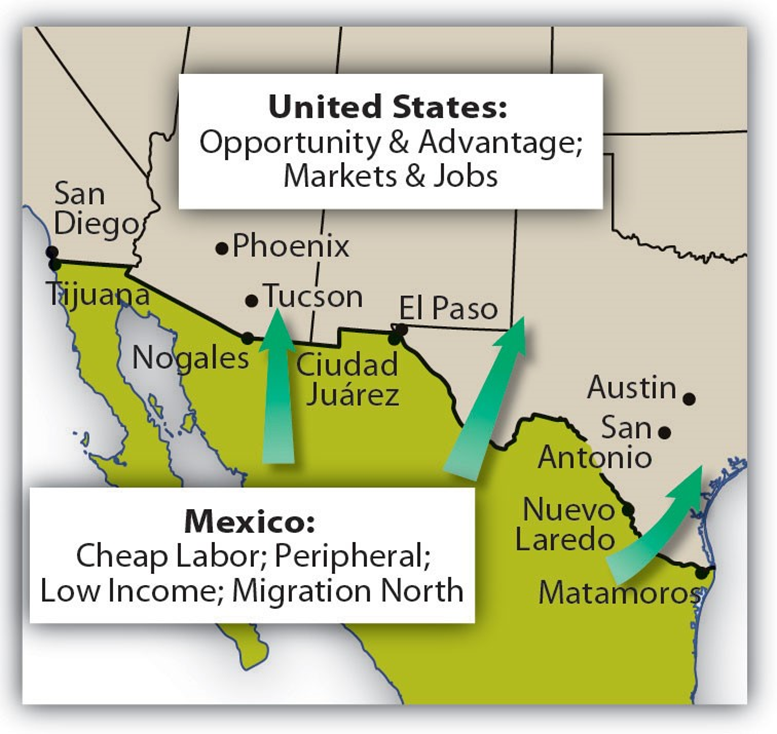 United States:
Opportunity & Advantage;
Markets & Jobs
San
Diego
Phoenix
Tijuana
Tucson
El Paso
Nogales
Ciudad
Juárez
Austin
San
Antonio
Mexico:
Cheap Labor; Peripheral;
Low Income; Migration North
Nuevo
Laredo
Matamoros